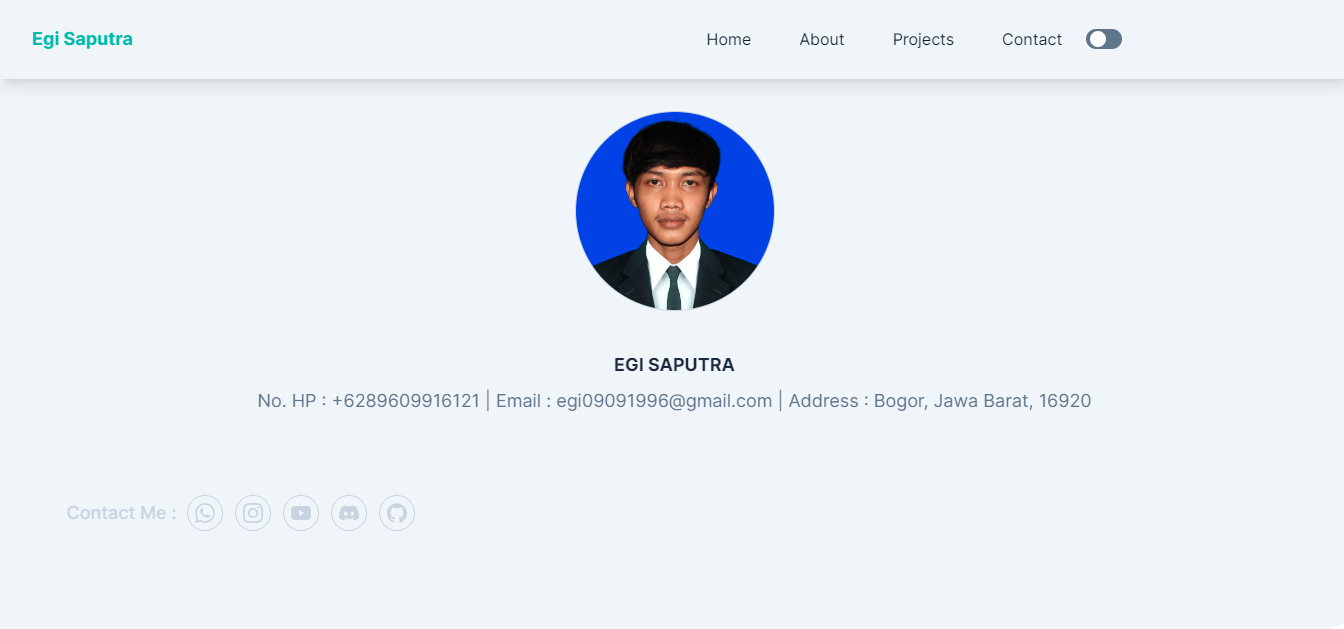 Egi Saputra
Home About Projects Contact
EGI SAPUTRA
No. HP : +6289609916121 | Email : egi09091996@gmail.com | Address : Bogor, Jawa Barat, 16920
Contact Me :